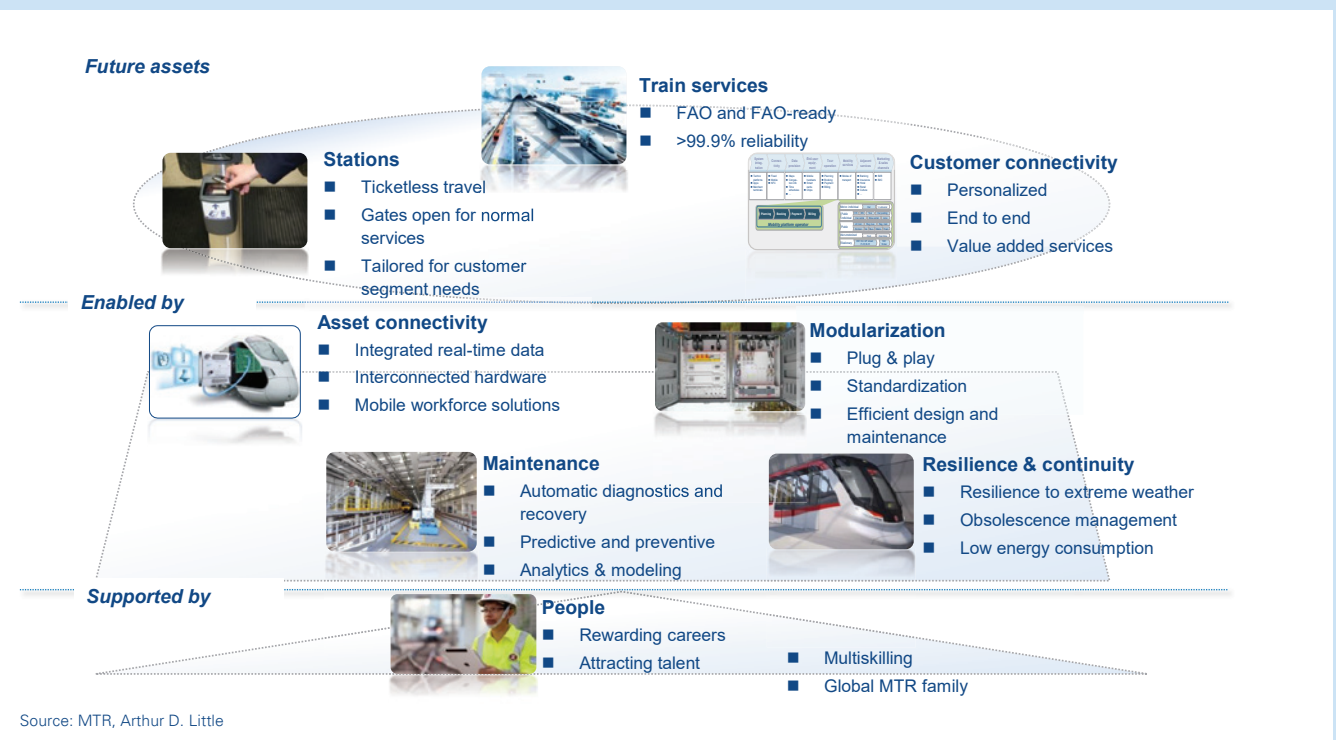 Future assets
Train services
FAO and FAO-ready
>99.9% reliability
Stations
Ticketless travel
Gates open for normal
services
Tailored for customer
segment needs
Customer connectivity
Personalized
End to end
Value added services
Enabled by
Asset connectivity
Integrated real-time data
Interconnected hardware
Mobile workforce solutions
Modularization
Plug & play
Standardization
Efficient design and
maintenance
Maintenance
Automatic diagnostics and
recovery
Predictive and preventive
Analytics & modeling
Resilience & continuity
Resilience to extreme weather
Obsolescence management
Low energy consumption
Supported by
People
Rewarding careers
Attracting talent
Multiskilling
Global MTR family
Source: MTR, Arthur D. Little